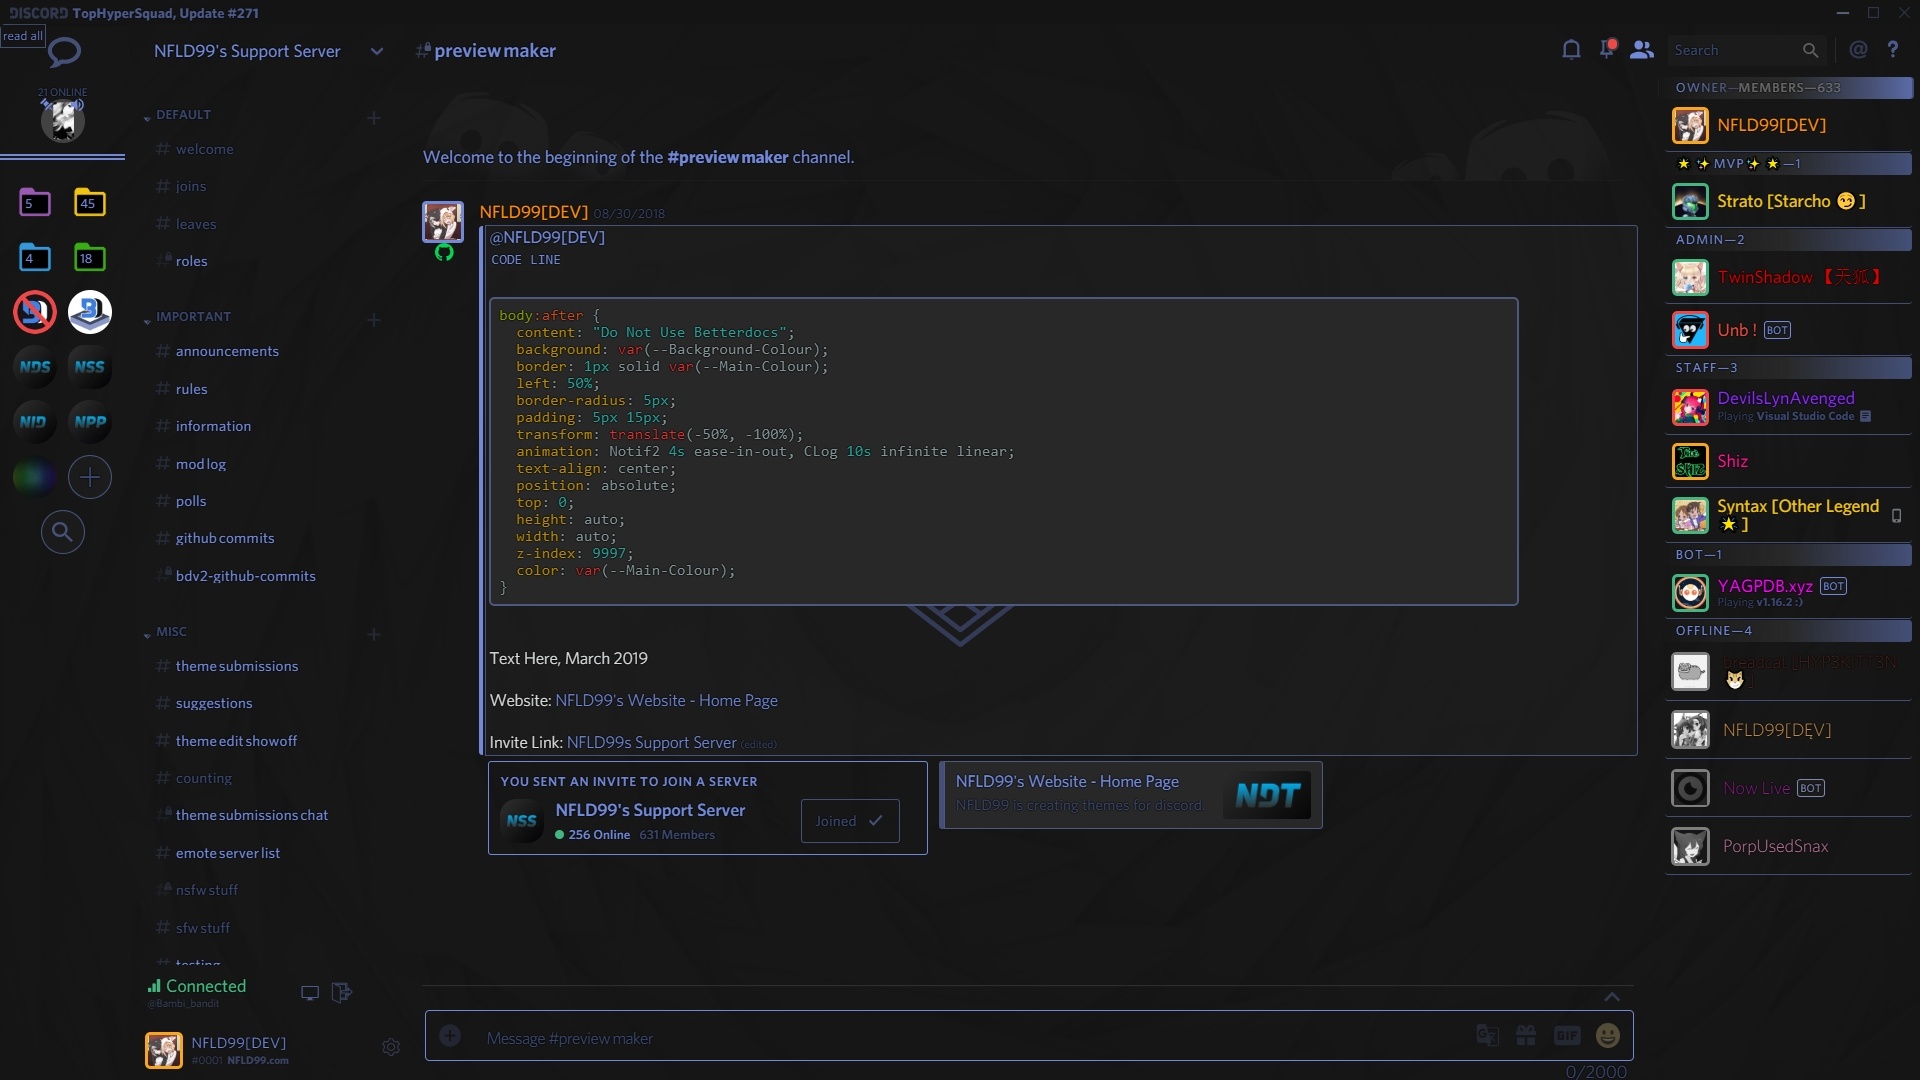 DISCORD TopHyperSquad, Update #271
read all
21 ONLINE
5
45
4
18
NDS
NSS
NID
NPP
NFLD99's Support Server
DEFAULT
welcome
joins
leaves
roles
IMPORTANT
announcements
rules
information
mod log
polls
github commits
bdv2-github-commits
MISC
theme submissions
suggestions
theme edit showoff
counting
theme submissions chat
emote server list
nsfw stuff
sfw stuff
testing
Connected
@Bambi_bandit
NFLD99[DEV]
#0001 NFLD99.com
#preview maker
Search
@ ?
Welcome to the beginning of the #preview maker channel.
NFLD99[DEV] 08/30/2018
@NFLD99[DEV]
CODE LINE
body:after {
content: "Do Not Use Betterdocs";
background: var(--Background-Colour);
border: 1px solid var(--Main-Colour);
left: 50%;
border-radius: 5px;
padding: 5px 15px;
transform: translate(-50%, -100%);
animation: Notif2 4s ease-in-out, CLog 10s infinite linear;
text-align: center;
position: absolute;
top: 0;
height: auto;
width: auto;
z-index: 9997;
color: var(--Main-Colour);
}
Text Here, March 2019
Website: NFLD99's Website - Home Page
Invite Link: NFLD99s Support Server (edited)
YOU SENT AN INVITE TO JOIN A SERVER
NSS
NFLD99's Support Server
256 Online 631 Members
Joined
NFLD99's Website - Home Page
NFLD99 is creating themes for discord.
NDT
Message #preview maker
GIF
0/2000
OWNER—MEMBERS—633
NFLD99[DEV]
🌟✨MVP✨🌟—1
Strato [Starcho 😏]
ADMIN—2
TwinShadow 【天狐】
Unb ! BOT
STAFF—3
DevilsLynAvenged
Playing Visual Studio Code
The SHIZ
Shiz
Syntax [Other Legend
🌟]
BOT—1
YAGPDB.xyz BOT
Playing v1.16.2 :)
OFFLINE—4
NFLD99[DEV]
Now Live BOT
PorpUsedSnax